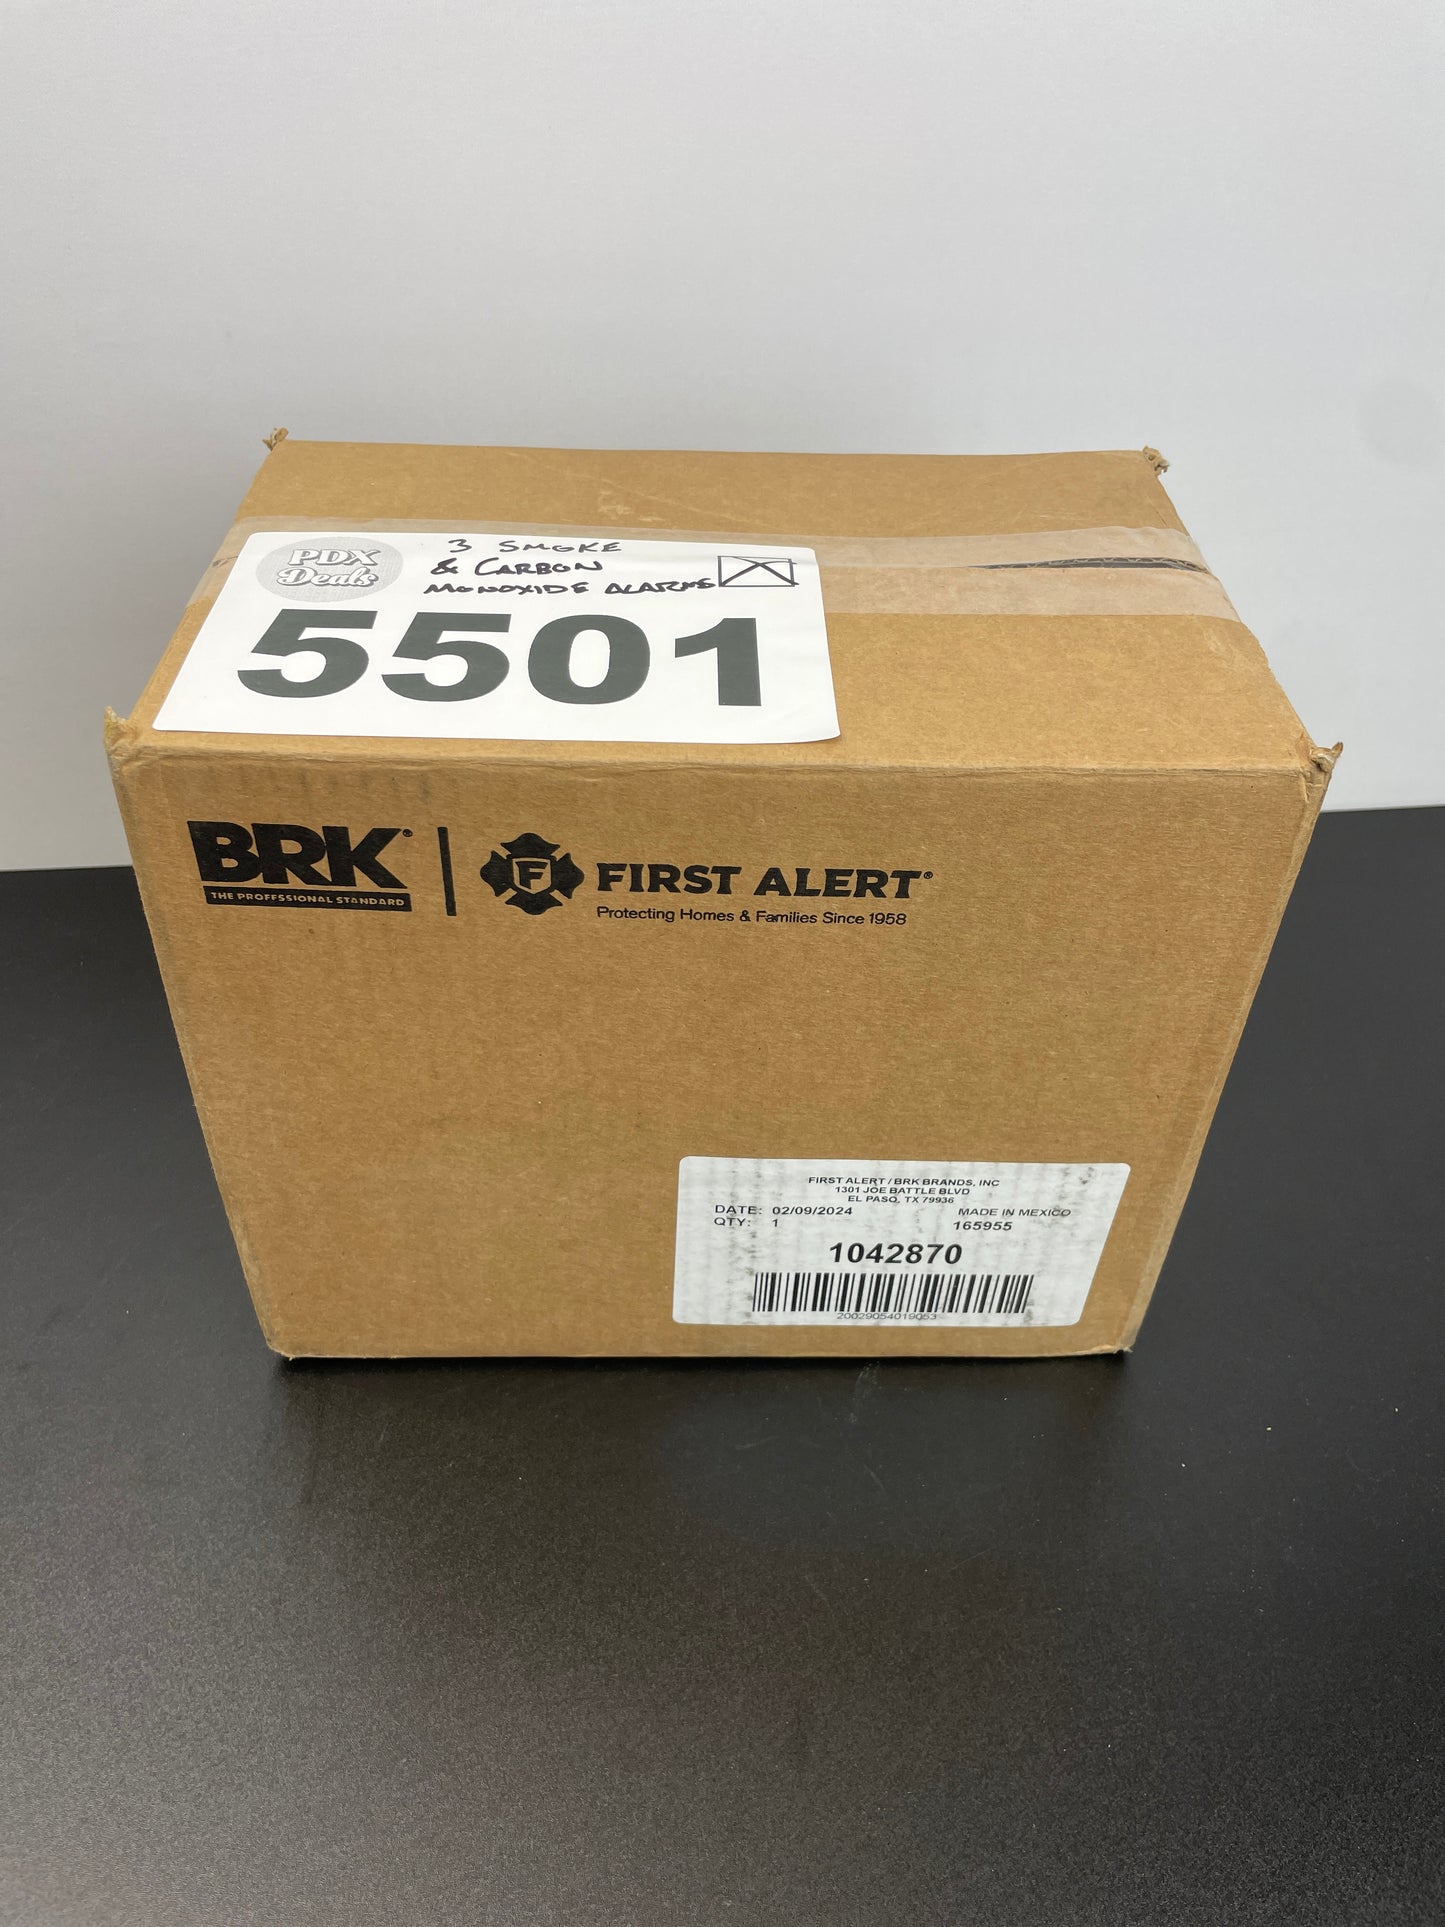 PDX
Deals
3 SMOKE
& CARBON
MONOXIDE ALARMS
5501
BRK®
THE PROFESSIONAL STANDARD
F
FIRST ALERT®
Protecting Homes & Families Since 1958
FIRST ALERT / BRK BRANDS, INC
1301 JOE BATTLE BLVD
EL PASO, TX 79936
DATE: 02/09/2024 MADE IN MEXICO
QTY: 1 165955
1042870
20029054019053